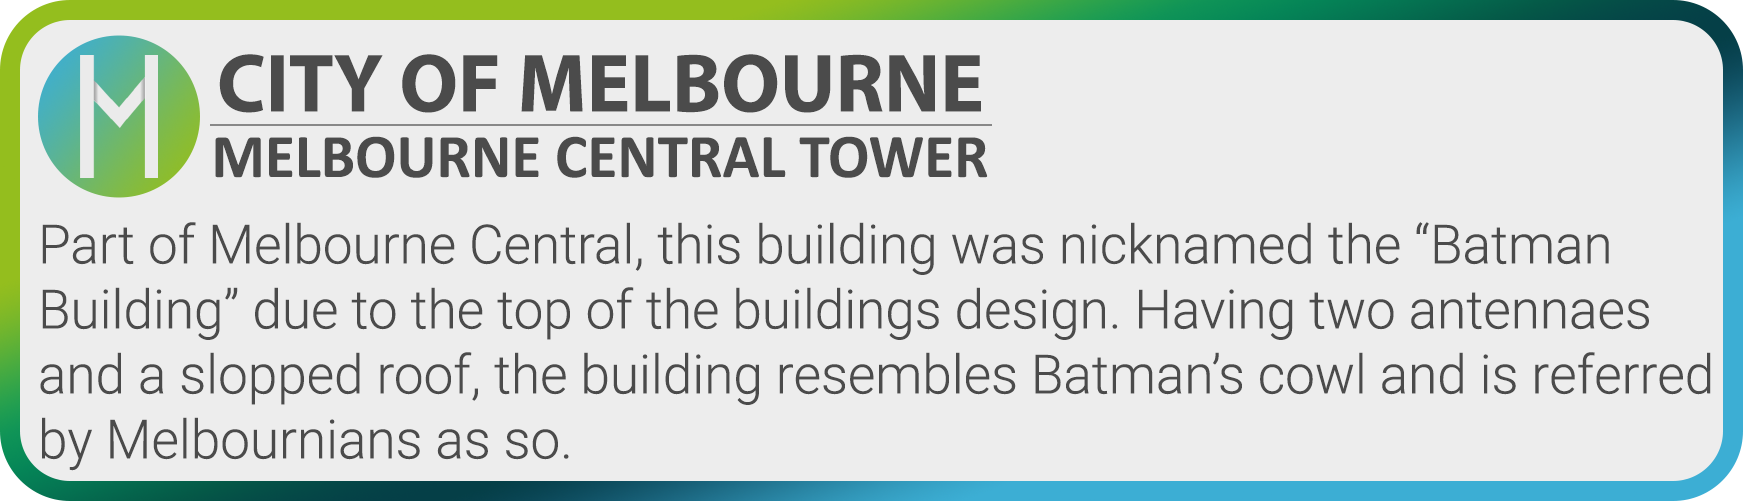 CITY OF MELBOURNE
MELBOURNE CENTRAL TOWER
Part of Melbourne Central, this building was nicknamed the “Batman
Building” due to the top of the buildings design. Having two antennaes
and a slopped roof, the building resembles Batman’s cowl and is referred
by Melbournians as so.